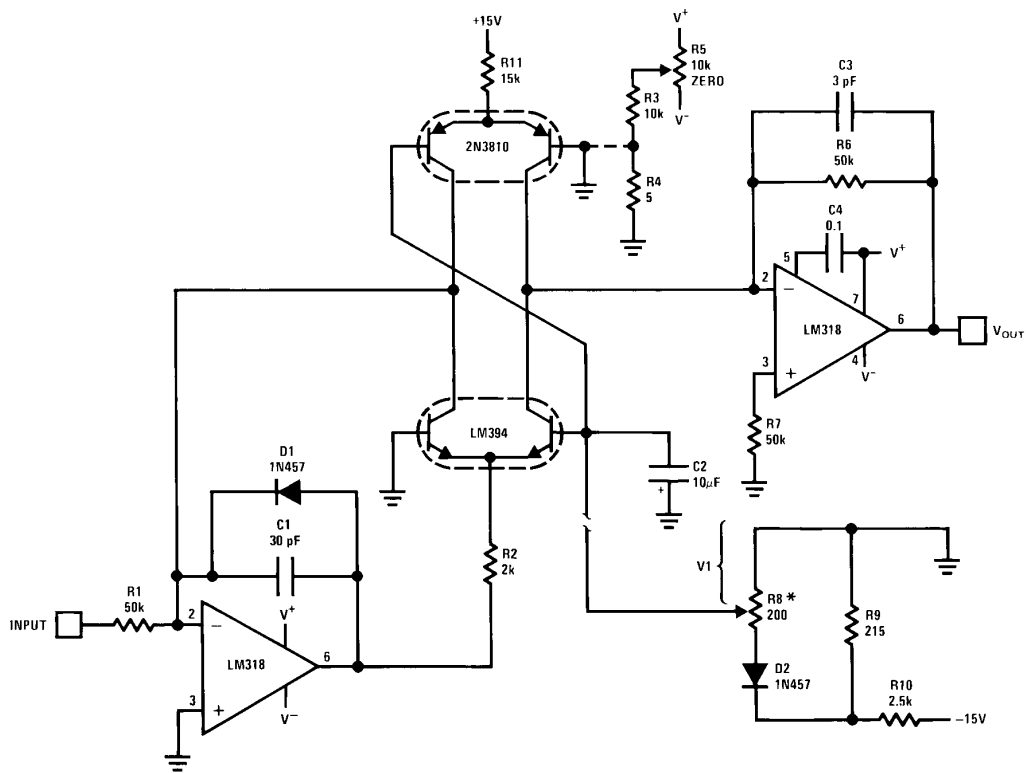 +15V
R11
15k
2N3810
V+
R5
10k
ZERO
V−
R3
10k
R4
5
C3
3 pF
R6
50k
C4
0.1
V+
5
2
−
7
LM318
6
VOUT
3
+
4
V−
R7
50k
LM394
C2
10μF
+
D1
1N457
C1
30 pF
R2
2k
V1
R8*
200
R9
215
D2
1N457
R10
2.5k
−15V
INPUT
R1
50k
2
−
V+
LM318
6
3
+
V−